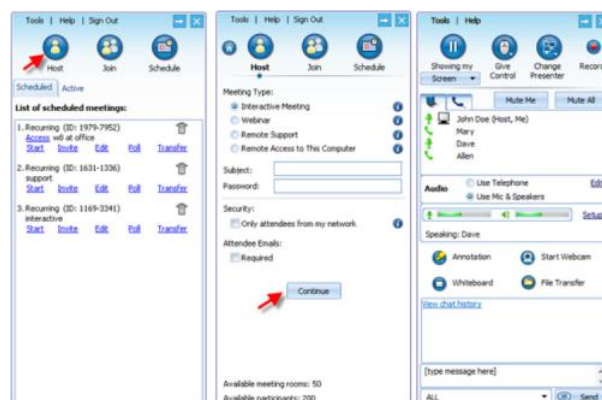 Tools | Help | Sign Out
Host Join Schedule
Scheduled Active
List of scheduled meetings:
1. Recurring (ID: 1979-7952)
Access w8 at office
Start Invite Edit Poll Transfer
2. Recurring (ID: 1631-1336)
support
Start Invite Edit Poll Transfer
3. Recurring (ID: 1169-3341)
interactive
Start Invite Edit Poll Transfer
Tools | Help | Sign Out
Host Join Schedule
Meeting Type:
Interactive Meeting
Webinar
Remote Support
Remote Access to This Computer
Subject:
Password:
Security:
Only attendees from my network
Attendee Emails:
Required
Continue
Available meeting rooms: 50
Available participants: 200
Tools | Help
Showing my Give Change Record
Screen Control Presenter
Mute Me Mute All
John Doe (Host, Me)
Mary
Dave
Allen
Audio Use Telephone Edit
Use Mic & Speakers
Setup
Speaking: Dave
Annotation Start Webcam
Whiteboard File Transfer
View chat history
[type message here]
ALL Send